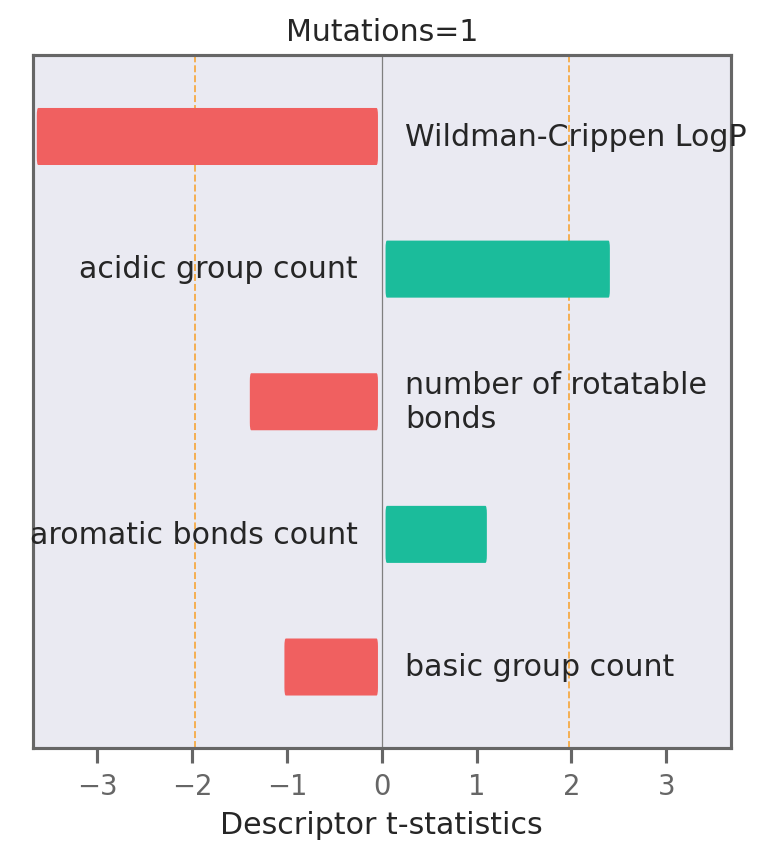 Mutations=1
Wildman-Crippen LogP
acidic group count
number of rotatable
bonds
aromatic bonds count
basic group count
−3 −2 −1 0 1 2 3
Descriptor t-statistics